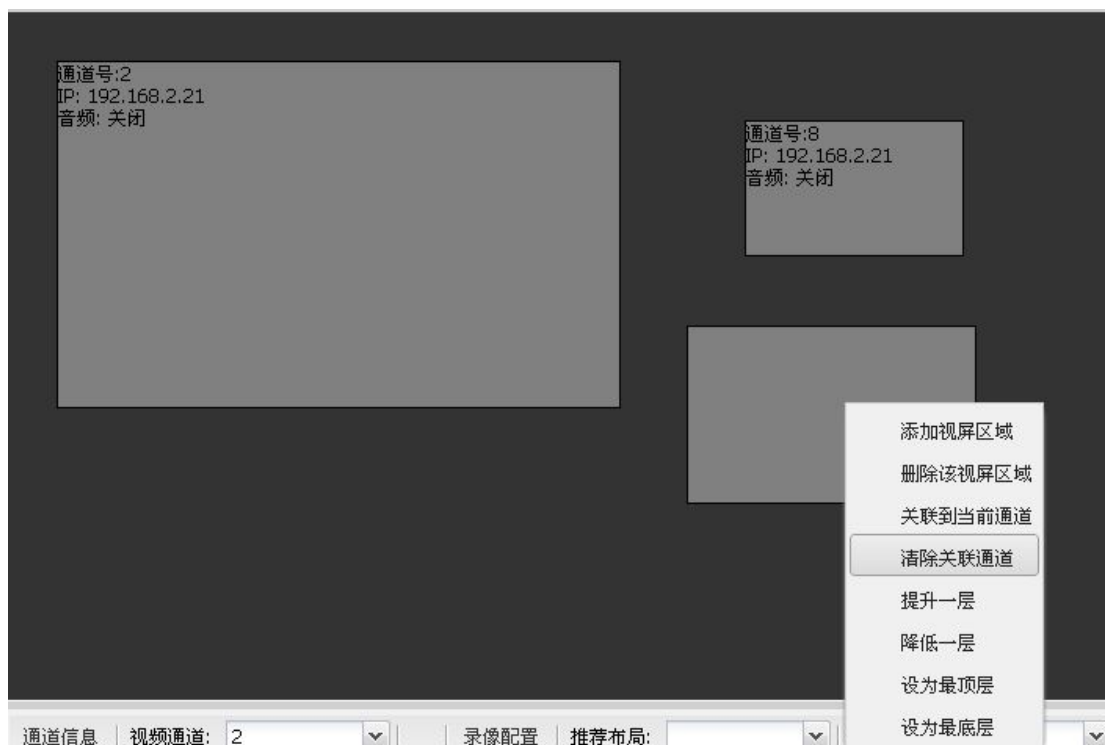 通道号:2
IP: 192.168.2.21
音频: 关闭
通道号:8
IP: 192.168.2.21
音频: 关闭
添加视屏区域
删除该视屏区域
关联到当前通道
清除关联通道
提升一层
降低一层
设为最顶层
设为最底层
通道信息 视频通道: 2 录像配置 推荐布局: